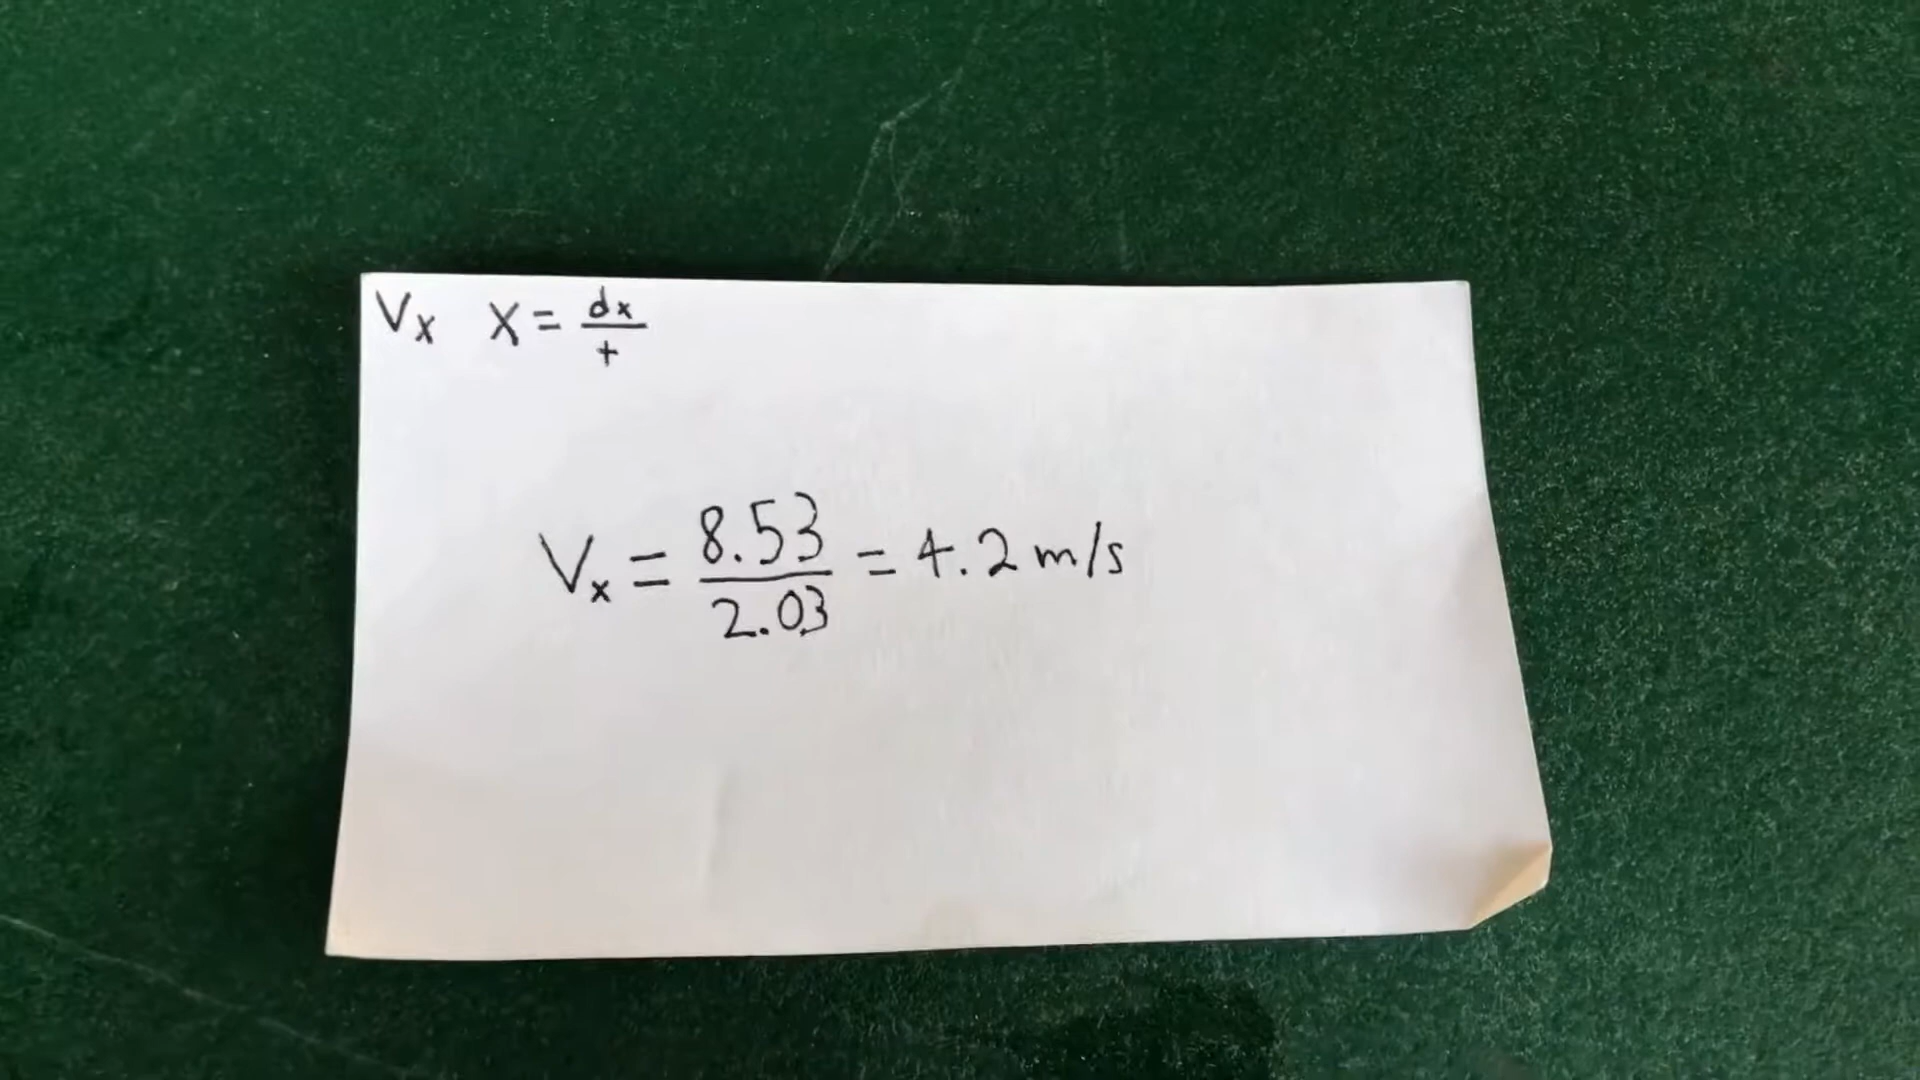 Vx X = dx/t
Vx = 8.53/2.03 = 4.2 m/s